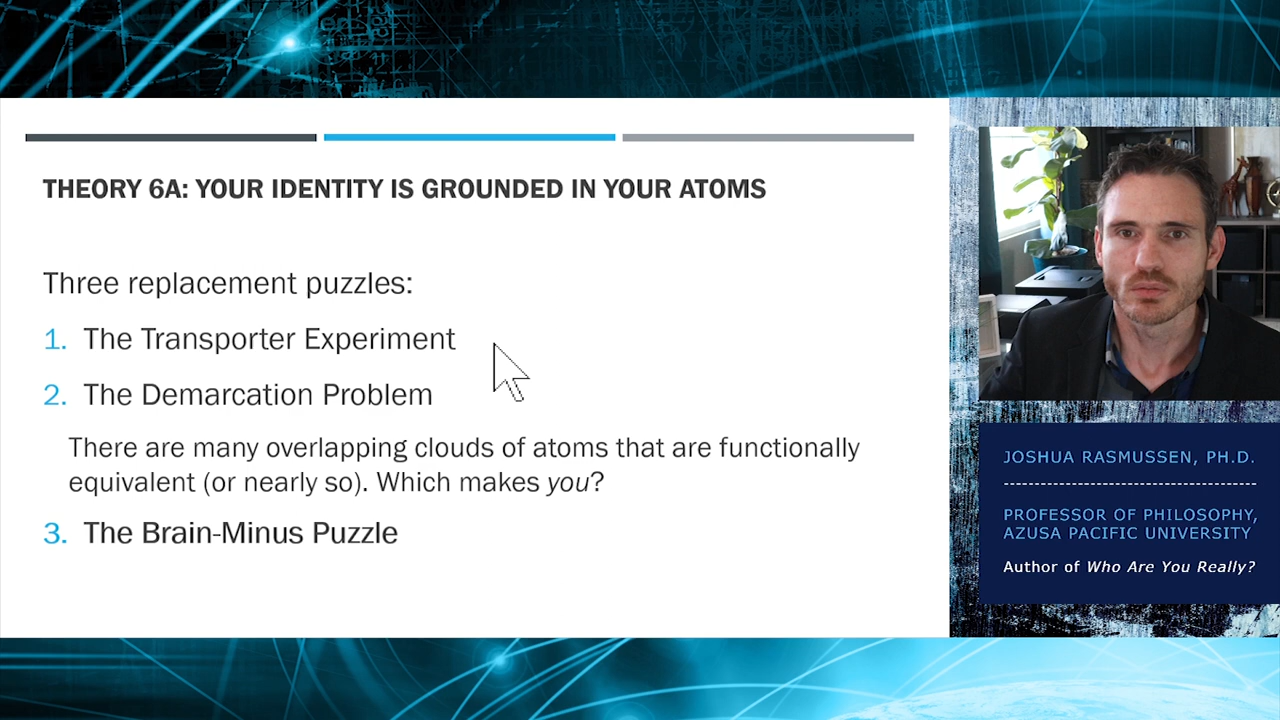 THEORY 6A: YOUR IDENTITY IS GROUNDED IN YOUR ATOMS
Three replacement puzzles:
1. The Transporter Experiment
2. The Demarcation Problem
There are many overlapping clouds of atoms that are functionally
equivalent (or nearly so). Which makes you?
3. The Brain-Minus Puzzle
JOSHUA RASMUSSEN, PH.D.
PROFESSOR OF PHILOSOPHY,
AZUSA PACIFIC UNIVERSITY
Author of Who Are You Really?